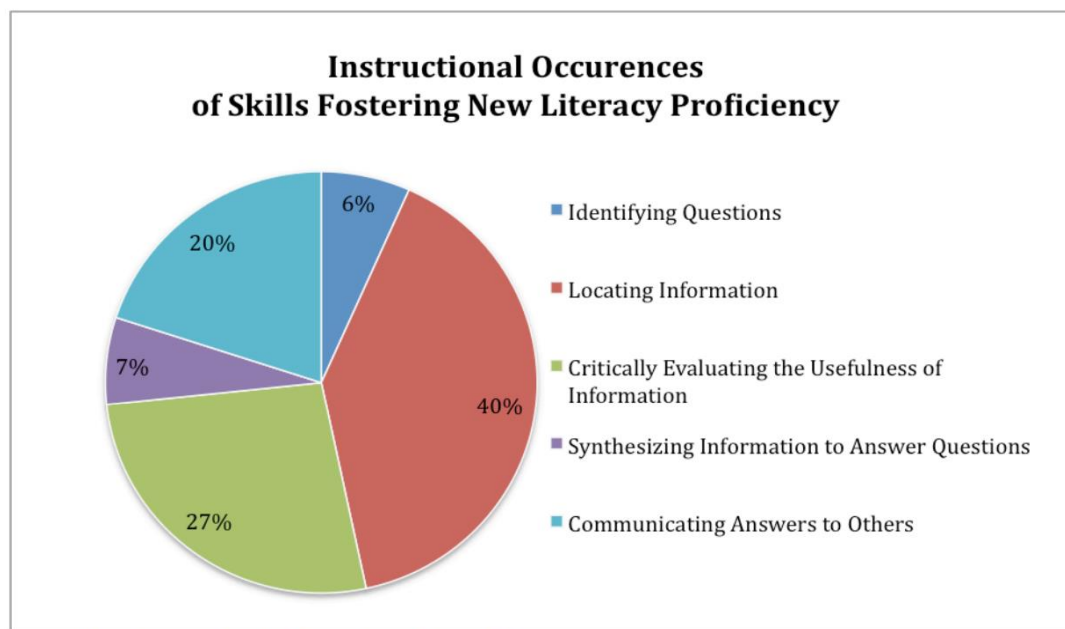 Instructional Occurences
of Skills Fostering New Literacy Proficiency
6%
20%
7%
40%
27%
Identifying Questions
Locating Information
Critically Evaluating the Usefulness of
Information
Synthesizing Information to Answer Questions
Communicating Answers to Others